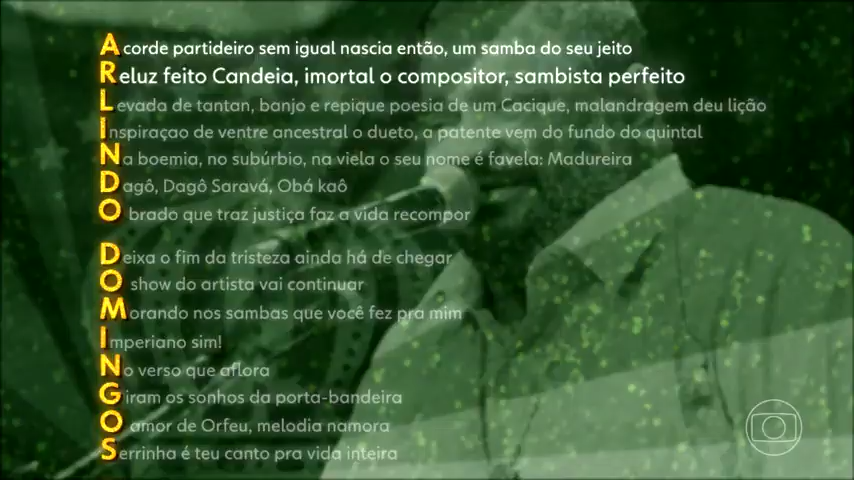 Acorde partideiro sem igual nascia então, um samba do seu jeito
Reluz feito Candeia, imortal o compositor, sambista perfeito
Levada de tantan, banjo e repique poesia de um Cacique, malandragem deu lição
Inspiraçao de ventre ancestral o dueto, a patente vem do fundo do quintal
Na boemia, no subúrbio, na viela o seu nome é favela: Madureira
Dagô, Dagô Saravá, Obá kaô
O brado que traz justiça faz a vida recompor
Deixa o fim da tristeza ainda há de chegar
O show do artista vai continuar
Morando nos sambas que você fez pra mim
Imperiano sim!
No verso que aflora
Giram os sonhos da porta-bandeira
O amor de Orfeu, melodia namora
Serrinha é teu canto pra vida inteira